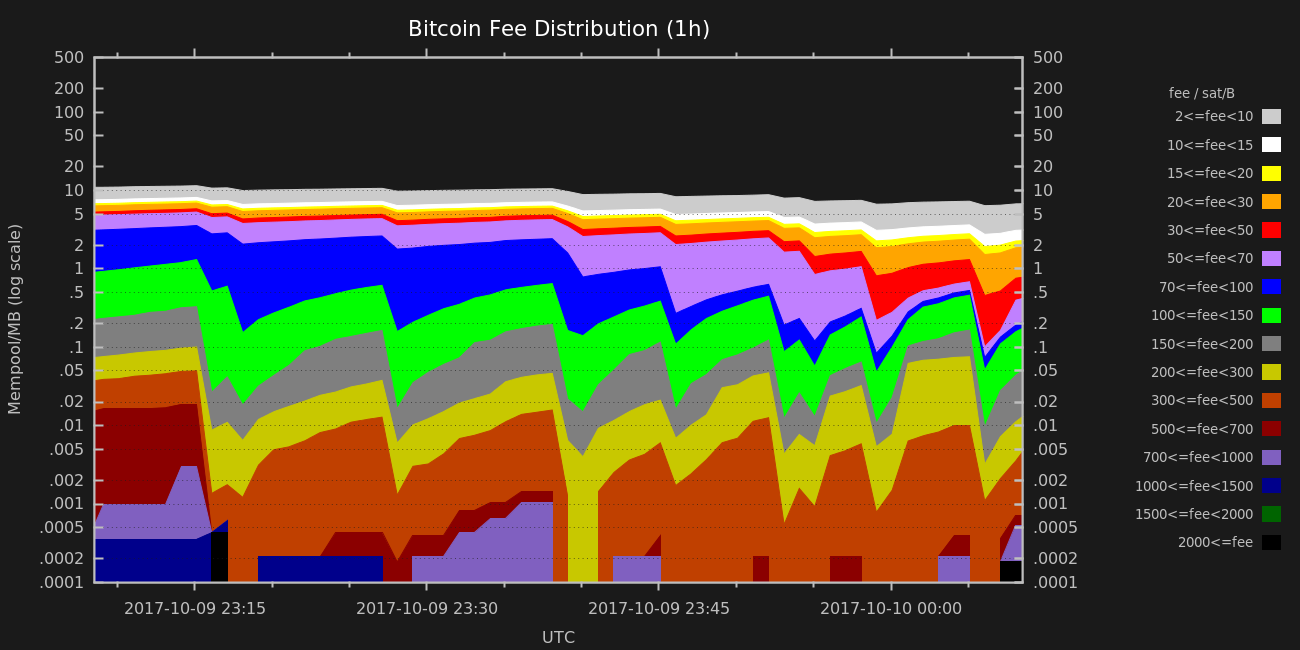 Bitcoin Fee Distribution (1h)
500 500
200 200
100 100
50 50
20 20
10 10
5 5
2 2
1 1
.5 .5
.2 .2
.1 .1
.05 .05
.02 .02
.01 .01
.005 .005
.002 .002
.001 .001
.0005 .0005
.0002 .0002
.0001 .0001
Mempool/MB (log scale)
2017-10-09 23:15 2017-10-09 23:30 2017-10-09 23:45 2017-10-10 00:00
UTC
fee / sat/B
2<=fee<10
10<=fee<15
15<=fee<20
20<=fee<30
30<=fee<50
50<=fee<70
70<=fee<100
100<=fee<150
150<=fee<200
200<=fee<300
300<=fee<500
500<=fee<700
700<=fee<1000
1000<=fee<1500
1500<=fee<2000
2000<=fee